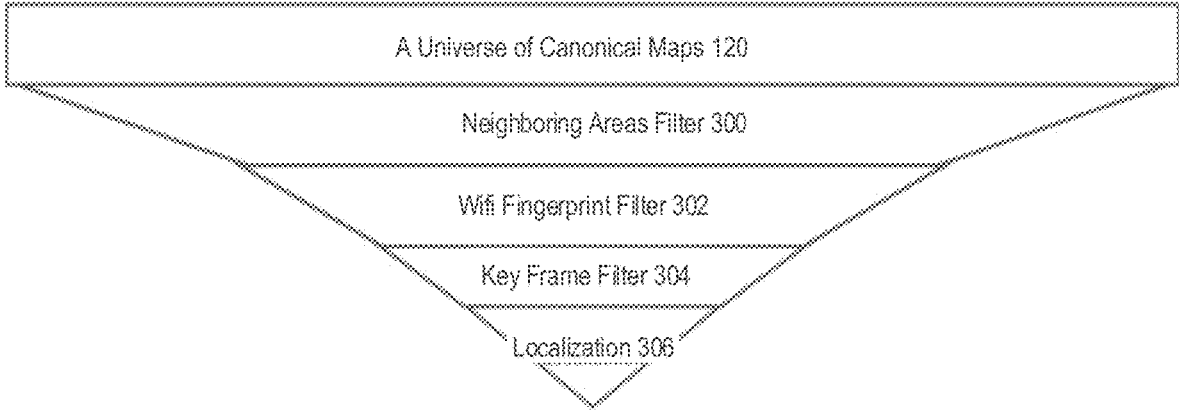 A Universe of Canonical Maps 120
Neighboring Areas Filter 300
Wifi Fingerprint Filter 302
Key Frame Filter 304
Localization 306